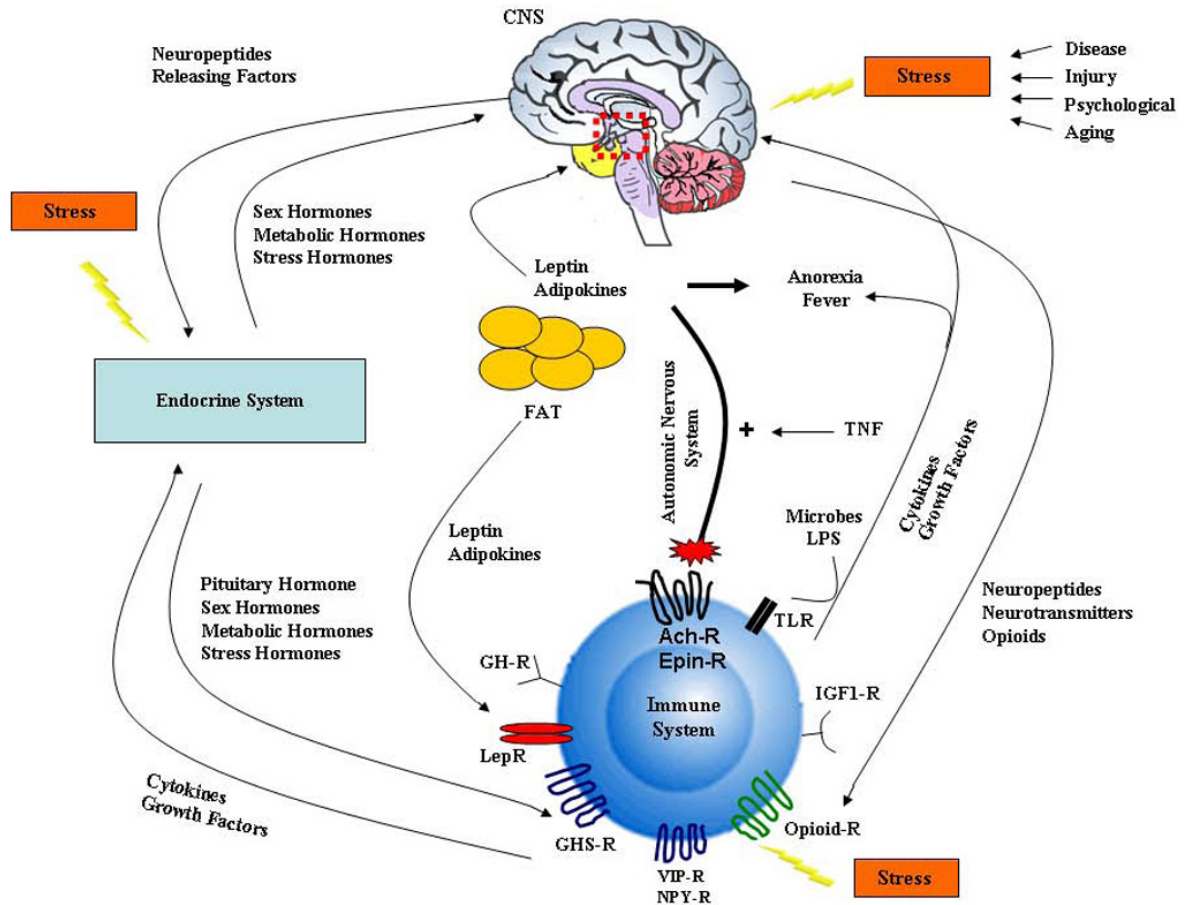 CNS
Neuropeptides
Releasing Factors
Stress
Disease
Injury
Psychological
Aging
Stress
Sex Hormones
Metabolic Hormones
Stress Hormones
Leptin
Adipokines
Anorexia
Fever
Endocrine System
FAT
Autonomic Nervous
System
+
TNF
Cytokines
Growth Factors
Leptin
Adipokines
Microbes
LPS
Pituitary Hormone
Sex Hormones
Metabolic Hormones
Stress Hormones
Neuropeptides
Neurotransmitters
Opioids
TLR
Ach-R
Epin-R
GH-R
IGF1-R
Immune
System
LepR
Cytokines
Growth Factors
GHS-R
Opioid-R
VIP-R
NPY-R
Stress